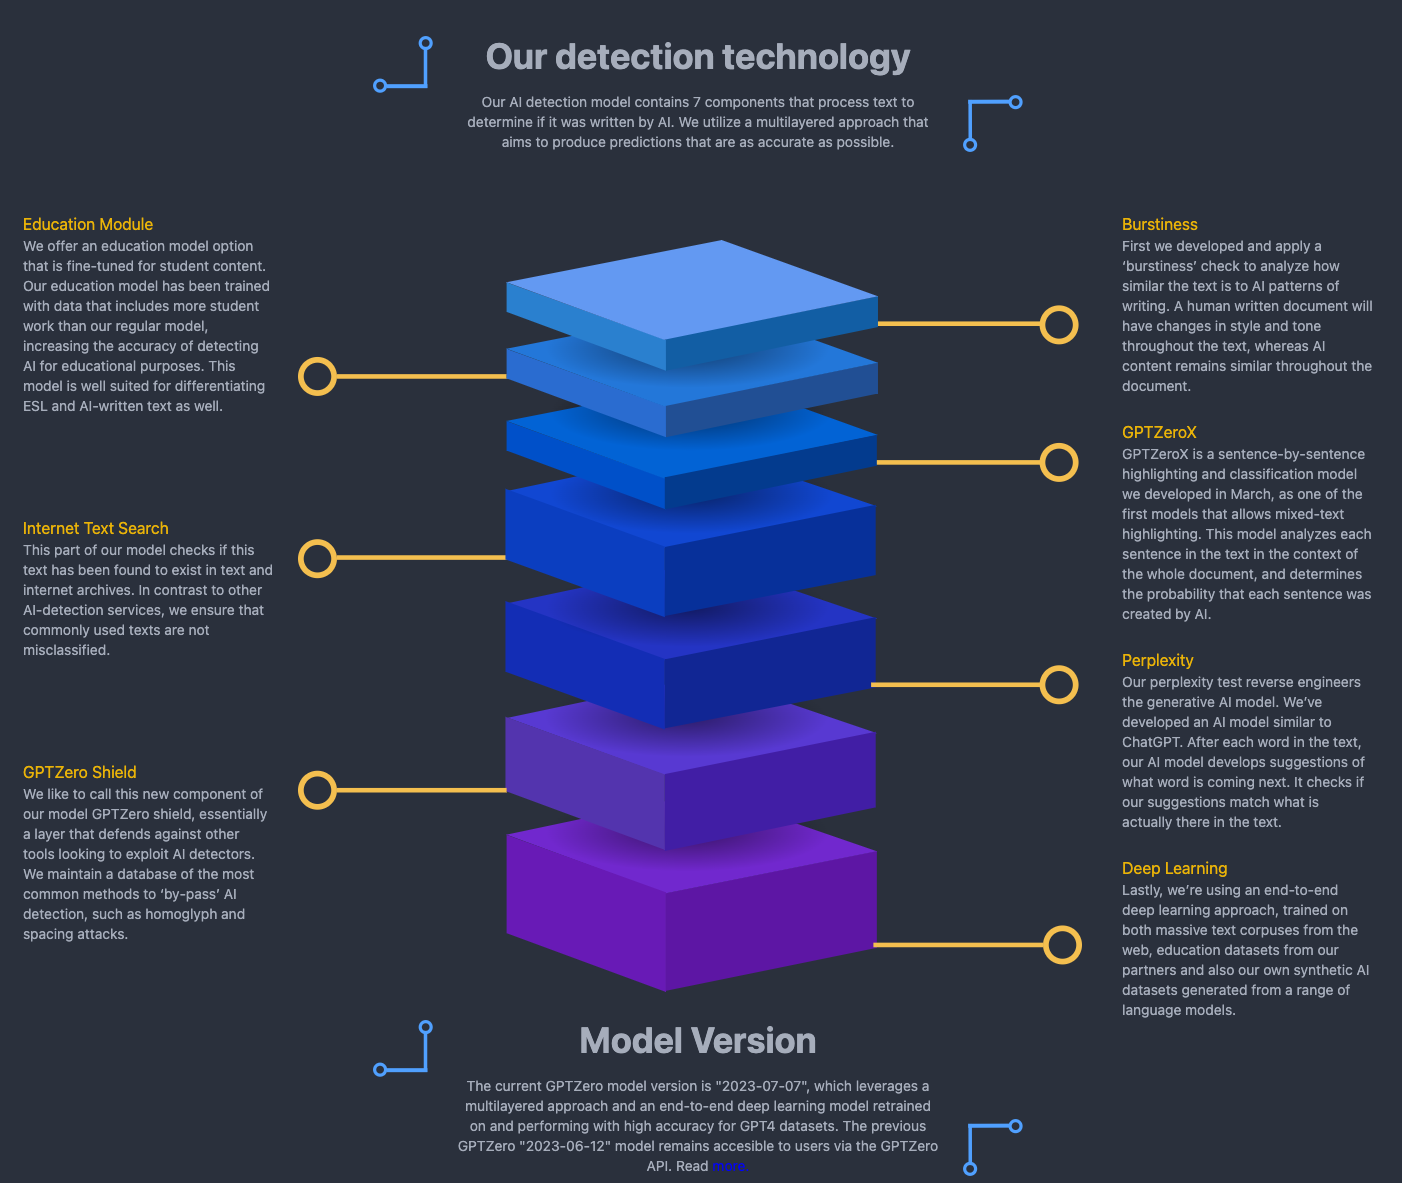 Our detection technology
Our AI detection model contains 7 components that process text to
determine if it was written by AI. We utilize a multilayered approach that
aims to produce predictions that are as accurate as possible.
Education Module
We offer an education model option
that is fine-tuned for student content.
Our education model has been trained
with data that includes more student
work than our regular model,
increasing the accuracy of detecting
AI for educational purposes. This
model is well suited for differentiating
ESL and AI-written text as well.
Internet Text Search
This part of our model checks if this
text has been found to exist in text and
internet archives. In contrast to other
AI-detection services, we ensure that
commonly used texts are not
misclassified.
GPTZero Shield
We like to call this new component of
our model GPTZero shield, essentially
a layer that defends against other
tools looking to exploit AI detectors.
We maintain a database of the most
common methods to ‘by-pass’ AI
detection, such as homoglyph and
spacing attacks.
Burstiness
First we developed and apply a
‘burstiness’ check to analyze how
similar the text is to AI patterns of
writing. A human written document will
have changes in style and tone
throughout the text, whereas AI
content remains similar throughout the
document.
GPTZeroX
GPTZeroX is a sentence-by-sentence
highlighting and classification model
we developed in March, as one of the
first models that allows mixed-text
highlighting. This model analyzes each
sentence in the text in the context of
the whole document, and determines
the probability that each sentence was
created by AI.
Perplexity
Our perplexity test reverse engineers
the generative AI model. We’ve
developed an AI model similar to
ChatGPT. After each word in the text,
our AI model develops suggestions of
what word is coming next. It checks if
our suggestions match what is
actually there in the text.
Deep Learning
Lastly, we’re using an end-to-end
deep learning approach, trained on
both massive text corpuses from the
web, education datasets from our
partners and also our own synthetic AI
datasets generated from a range of
language models.
Model Version
The current GPTZero model version is "2023-07-07", which leverages a
multilayered approach and an end-to-end deep learning model retrained
on and performing with high accuracy for GPT4 datasets. The previous
GPTZero "2023-06-12" model remains accesible to users via the GPTZero
API. Read more.